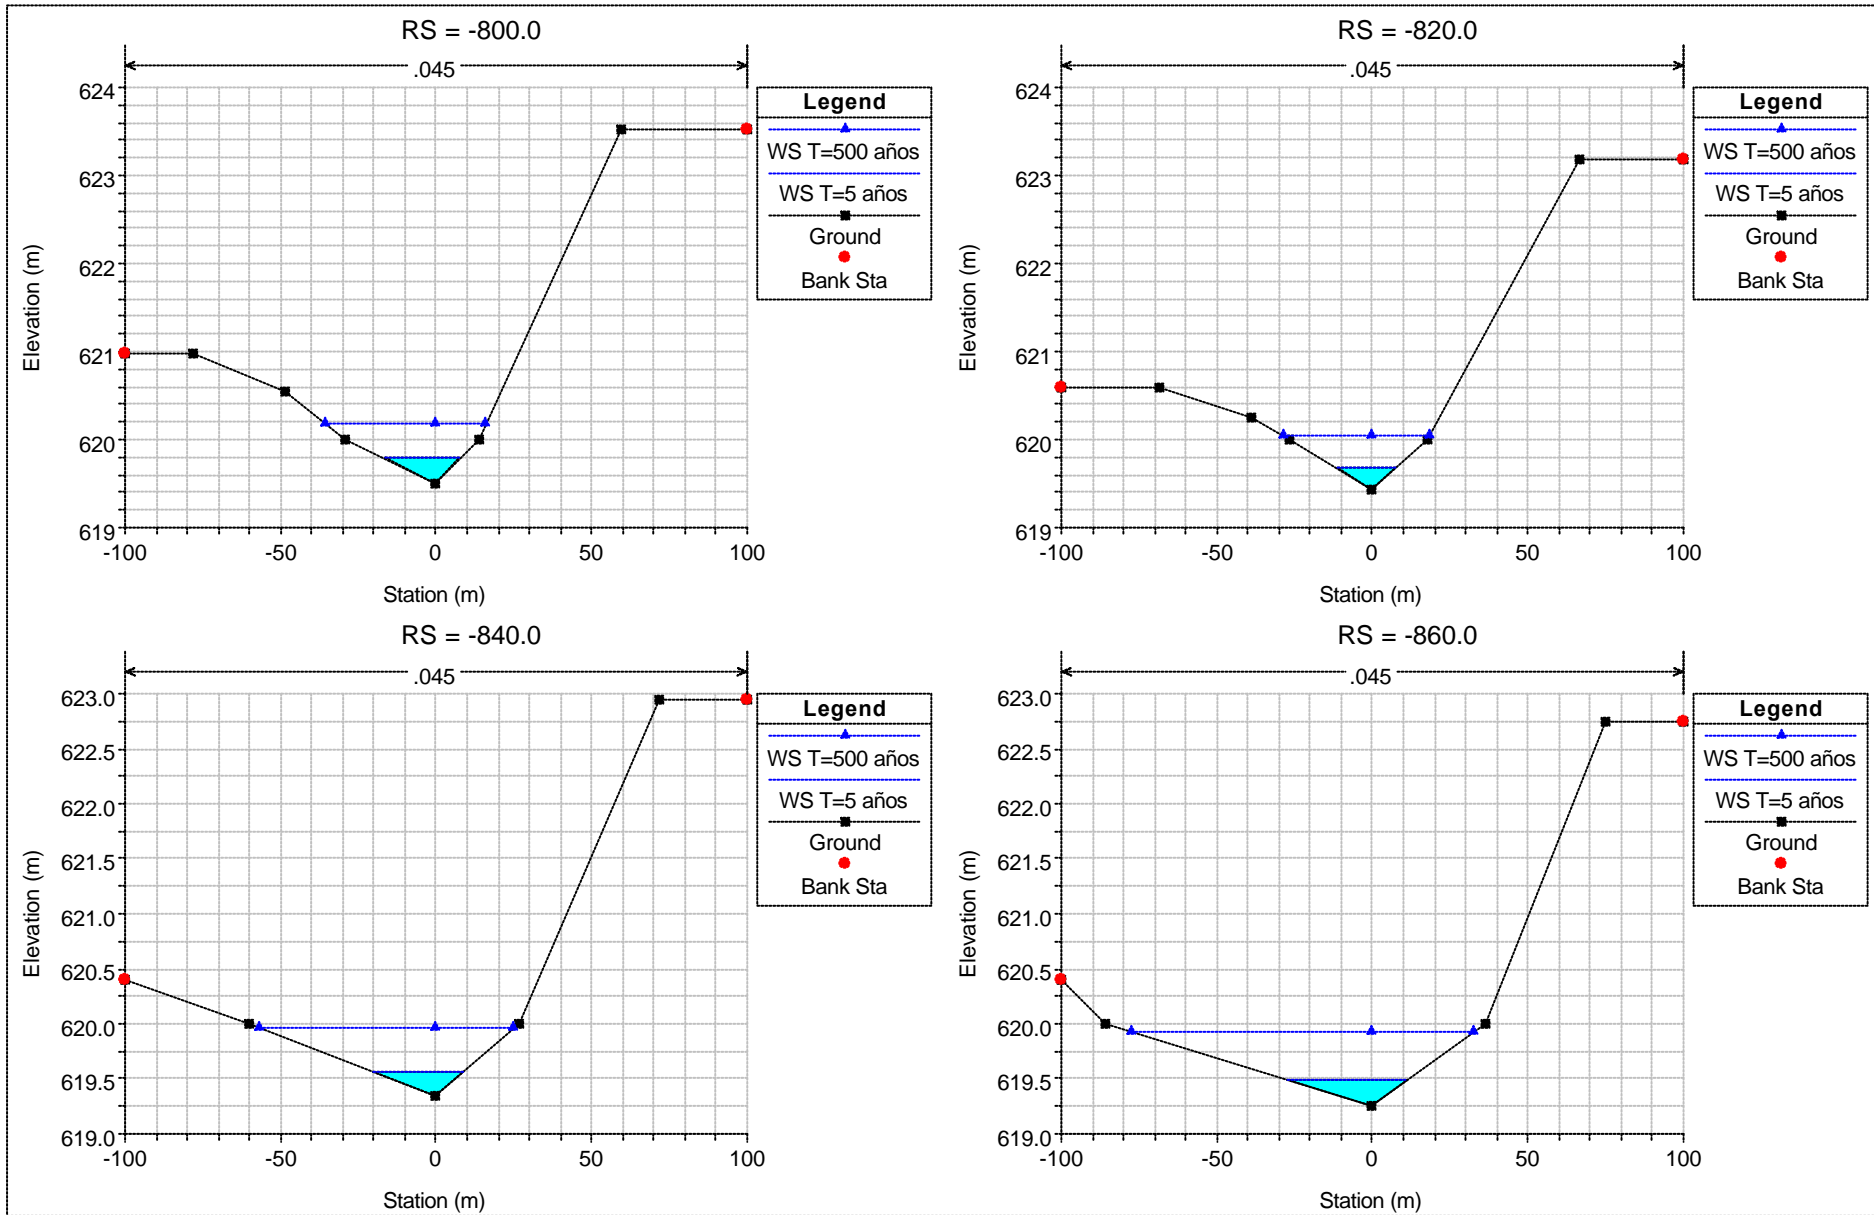 RS = -800.0
.045
Elevation (m)
624
623
622
621
620
619
-100
-50
0
50
100
Station (m)
Legend
WS T=500 años
WS T=5 años
Ground
Bank Sta
RS = -820.0
.045
Elevation (m)
624
623
622
621
620
619
-100
-50
0
50
100
Station (m)
Legend
WS T=500 años
WS T=5 años
Ground
Bank Sta
RS = -840.0
.045
Elevation (m)
623.0
622.5
622.0
621.5
621.0
620.5
620.0
619.5
619.0
-100
-50
0
50
100
Station (m)
Legend
WS T=500 años
WS T=5 años
Ground
Bank Sta
RS = -860.0
.045
Elevation (m)
623.0
622.5
622.0
621.5
621.0
620.5
620.0
619.5
619.0
-100
-50
0
50
100
Station (m)
Legend
WS T=500 años
WS T=5 años
Ground
Bank Sta